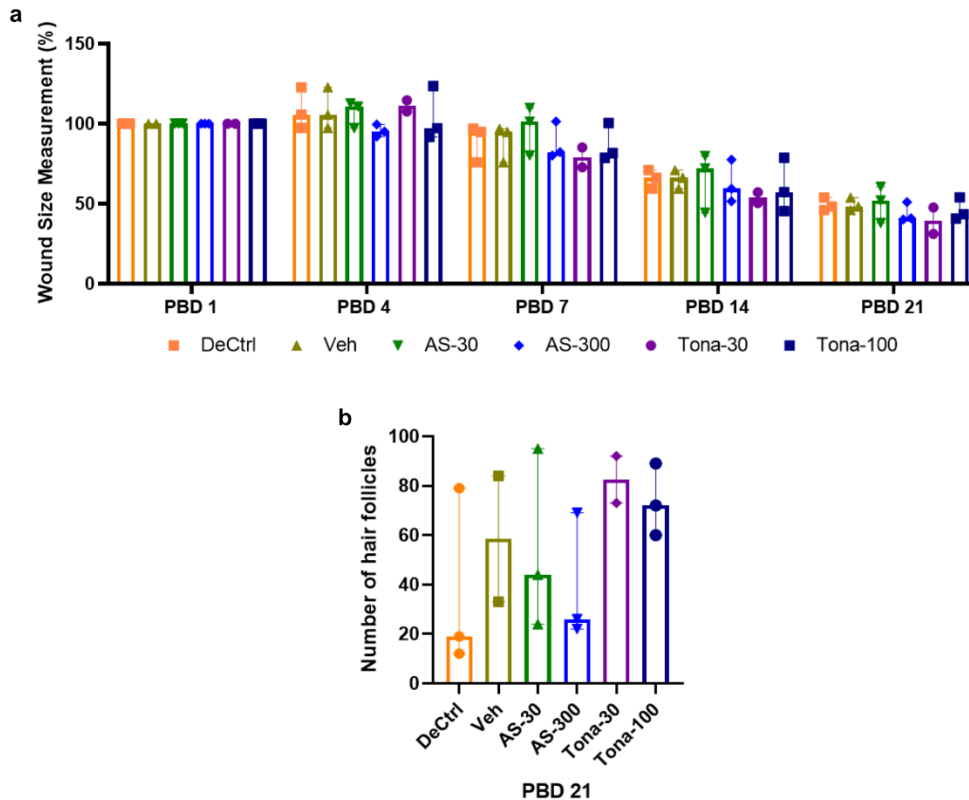 a
Wound Size Measurement (%)
150
100
50
0
PBD 1 PBD 4 PBD 7 PBD 14 PBD 21
DeCtrl Veh AS-30 AS-300 Tona-30 Tona-100
b
Number of hair follicles
100
80
60
40
20
0
DeCtrl Veh AS-30 AS-300 Tona-30 Tona-100
PBD 21